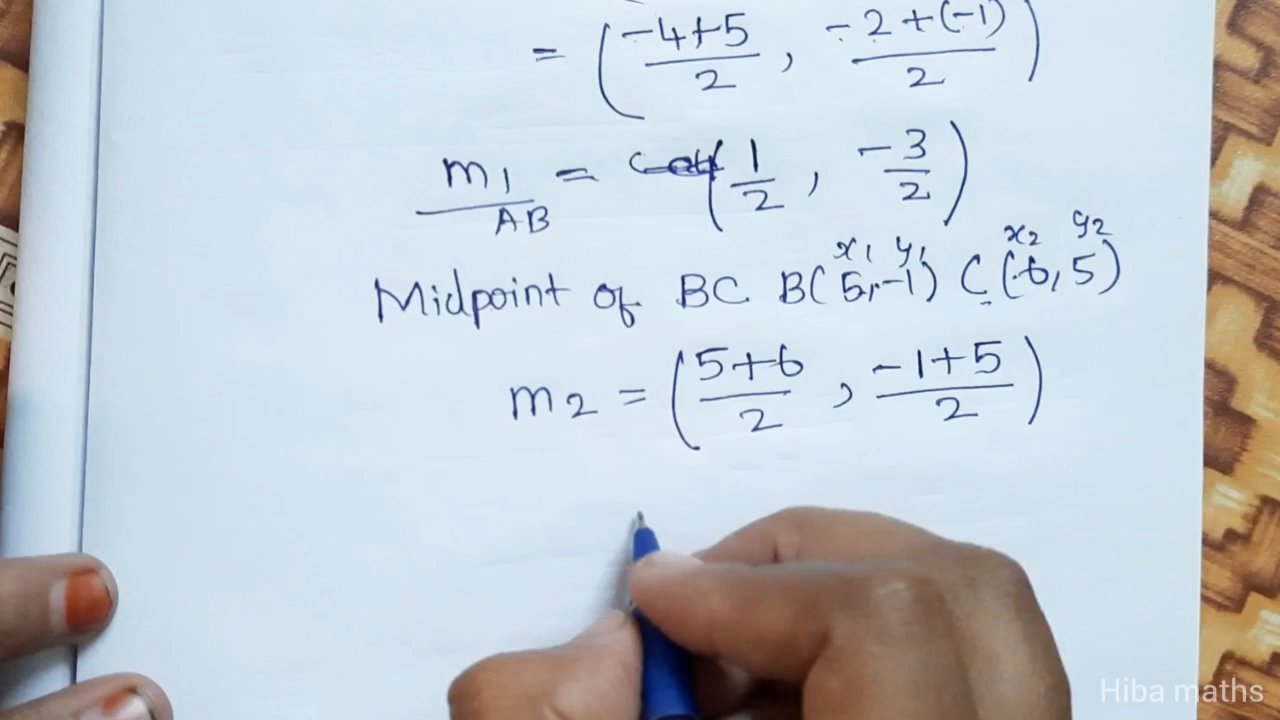 = (-4+5/2, -2+(-1)/2)
m1 AB = (1/2, -3/2)
x1 y1 x2 y2
Midpoint of BC B(5,-1) C(6,5)
m2 = (5+6/2, -1+5/2)
Hiba maths